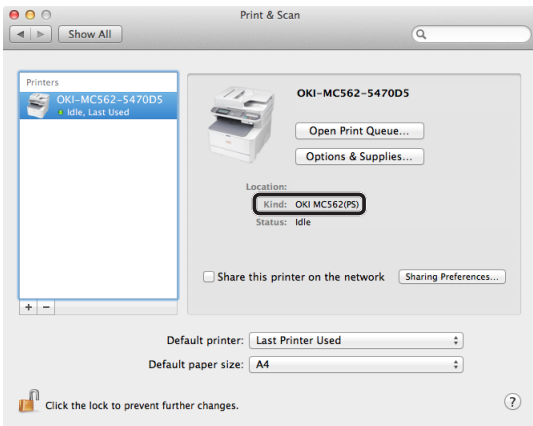 Print & Scan
Show All
Printers
OKI-MC562-5470D5
Idle, Last Used
OKI-MC562-5470D5
Open Print Queue...
Options & Supplies...
Location:
Kind: OKI MC562(PS)
Status: Idle
Share this printer on the network Sharing Preferences...
+ −
Default printer: Last Printer Used
Default paper size: A4
Click the lock to prevent further changes. ?